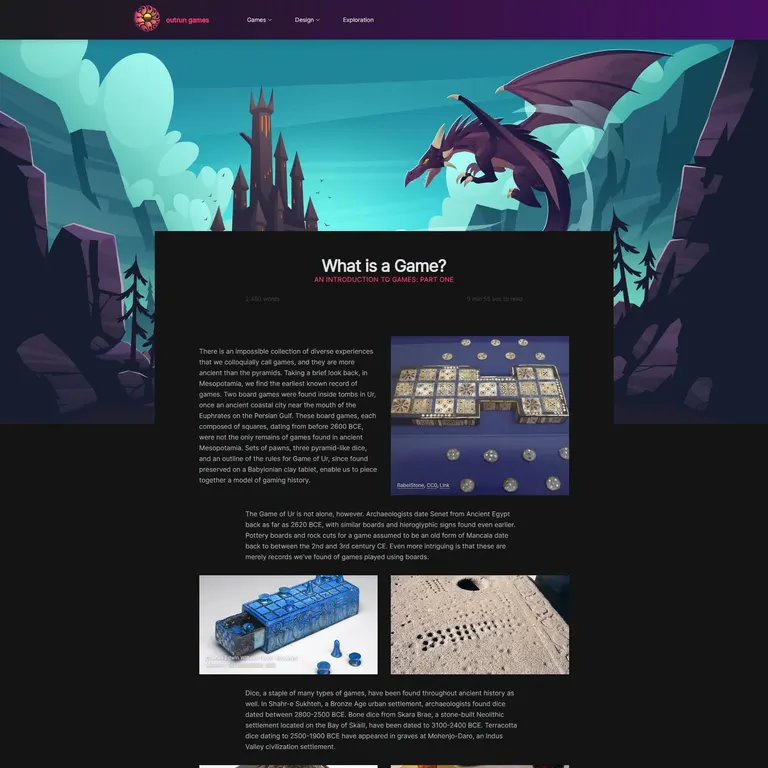 outrun games
Games
Design
Exploration
What is a Game?
AN INTRODUCTION TO GAMES: PART ONE
There is an impossible collection of diverse experiences
that we colloquially call games, and they are more
ancient than the pyramids. Taking a brief look back, in
Mesopotamia, we find the earliest known record of
games. Two board games were found inside tombs in Ur,
once an ancient coastal city near the mouth of the
Euphrates on the Persian Gulf. These board games, each
composed of squares, dating from before 2600 BCE,
were not the only remains of games found in ancient
Mesopotamia. Sets of pawns, three pyramid-like dice,
and an outline of the rules for Game of Ur, since found
preserved on a Babylonian clay tablet, enable us to piece
together a model of gaming history.
BabelStone, CC0, Link
The Game of Ur is not alone, however. Archaeologists date Senet from Ancient Egypt
back as far as 2620 BCE, with similar boards and hieroglyphic signs found even earlier.
Pottery boards and rock cuts for a game assumed to be an old form of Mancala date
back to between the 2nd and 3rd century CE. Even more intriguing is that these are
merely records we've found of games played using boards.
Dice, a staple of many types of games, have been found throughout ancient history as
well. In Shahr-e Sukhteh, a Bronze Age urban settlement, archaeologists found dice
dated between 2800-2500 BCE. Bone dice from Skara Brae, a stone-built Neolithic
settlement located on the Bay of Skaill, have been dated to 3100-2400 BCE. Terracotta
dice dating to 2500-1900 BCE have appeared in graves at Mohenjo-Daro, an Indus
Valley civilization settlement.